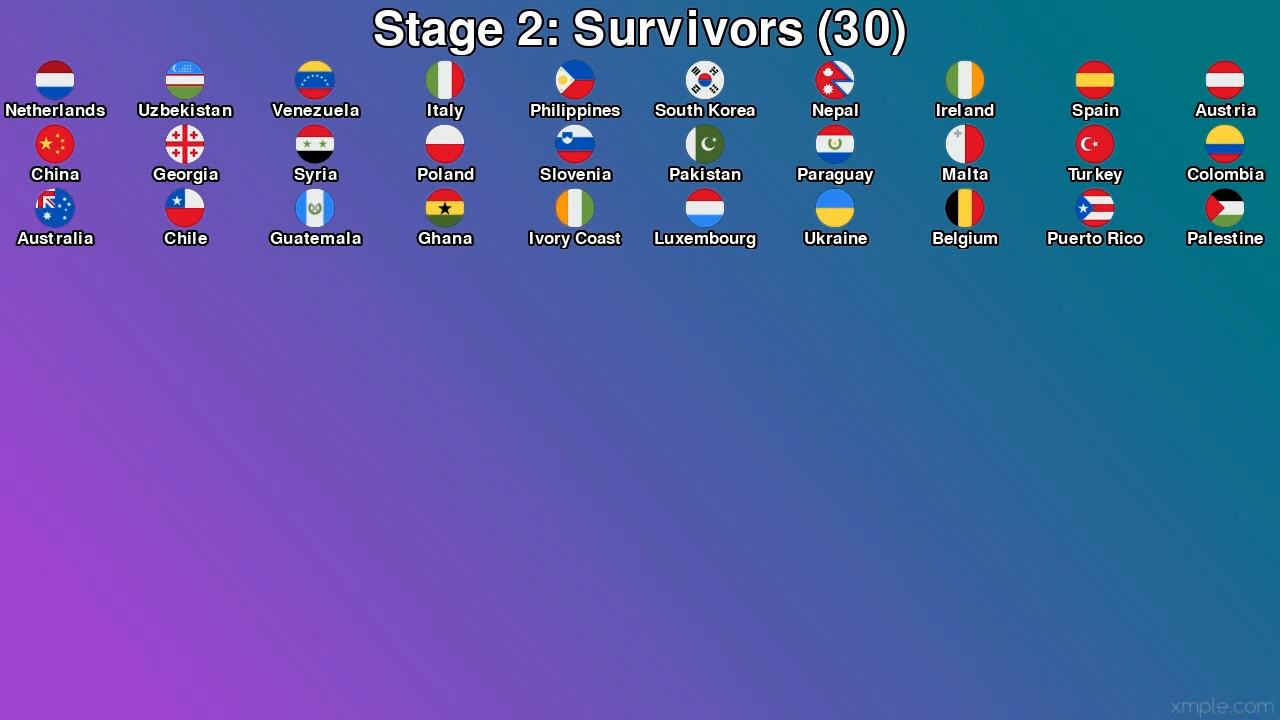 Stage 2: Survivors (30)
Netherlands Uzbekistan Venezuela Italy Philippines South Korea Nepal Ireland Spain Austria
China Georgia Syria Poland Slovenia Pakistan Paraguay Malta Turkey Colombia
Australia Chile Guatemala Ghana Ivory Coast Luxembourg Ukraine Belgium Puerto Rico Palestine
xmple.com